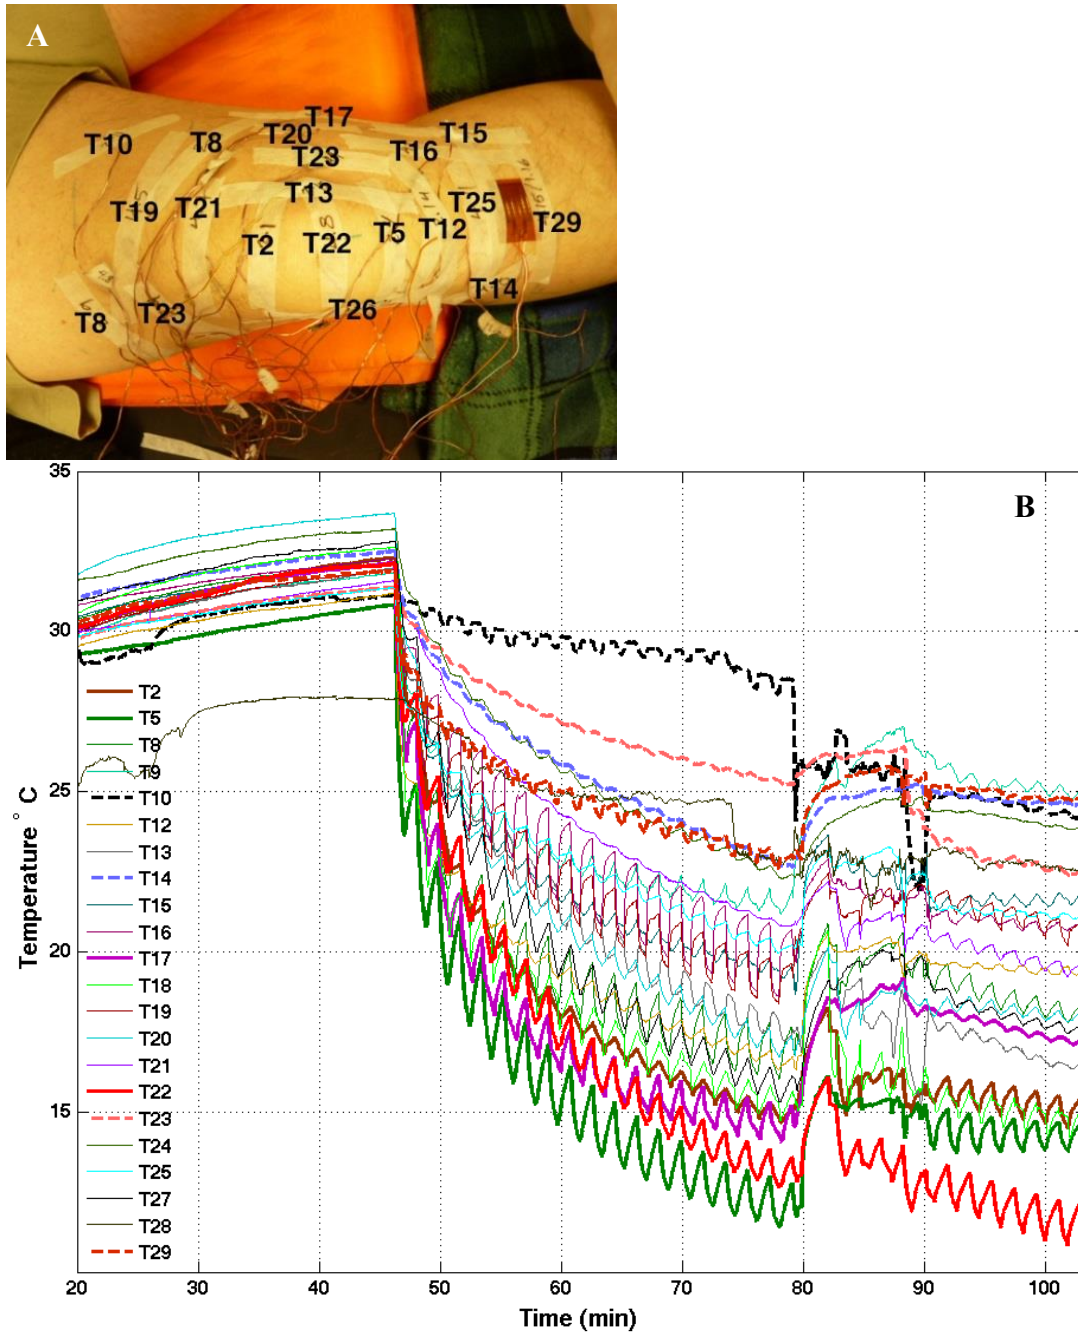 A
T17
T20
T15
T10
T8
T16
T23
T13
T19
T21
T25
T29
T2
T22
T5
T12
T14
T8
T23
T26
B
35
30
25
20
15
Temperature ° C
T2
T5
T8
T9
T10
T12
T13
T14
T15
T16
T17
T18
T19
T20
T21
T22
T23
T24
T25
T27
T28
T29
20 30 40 50 60 70 80 90 100
Time (min)